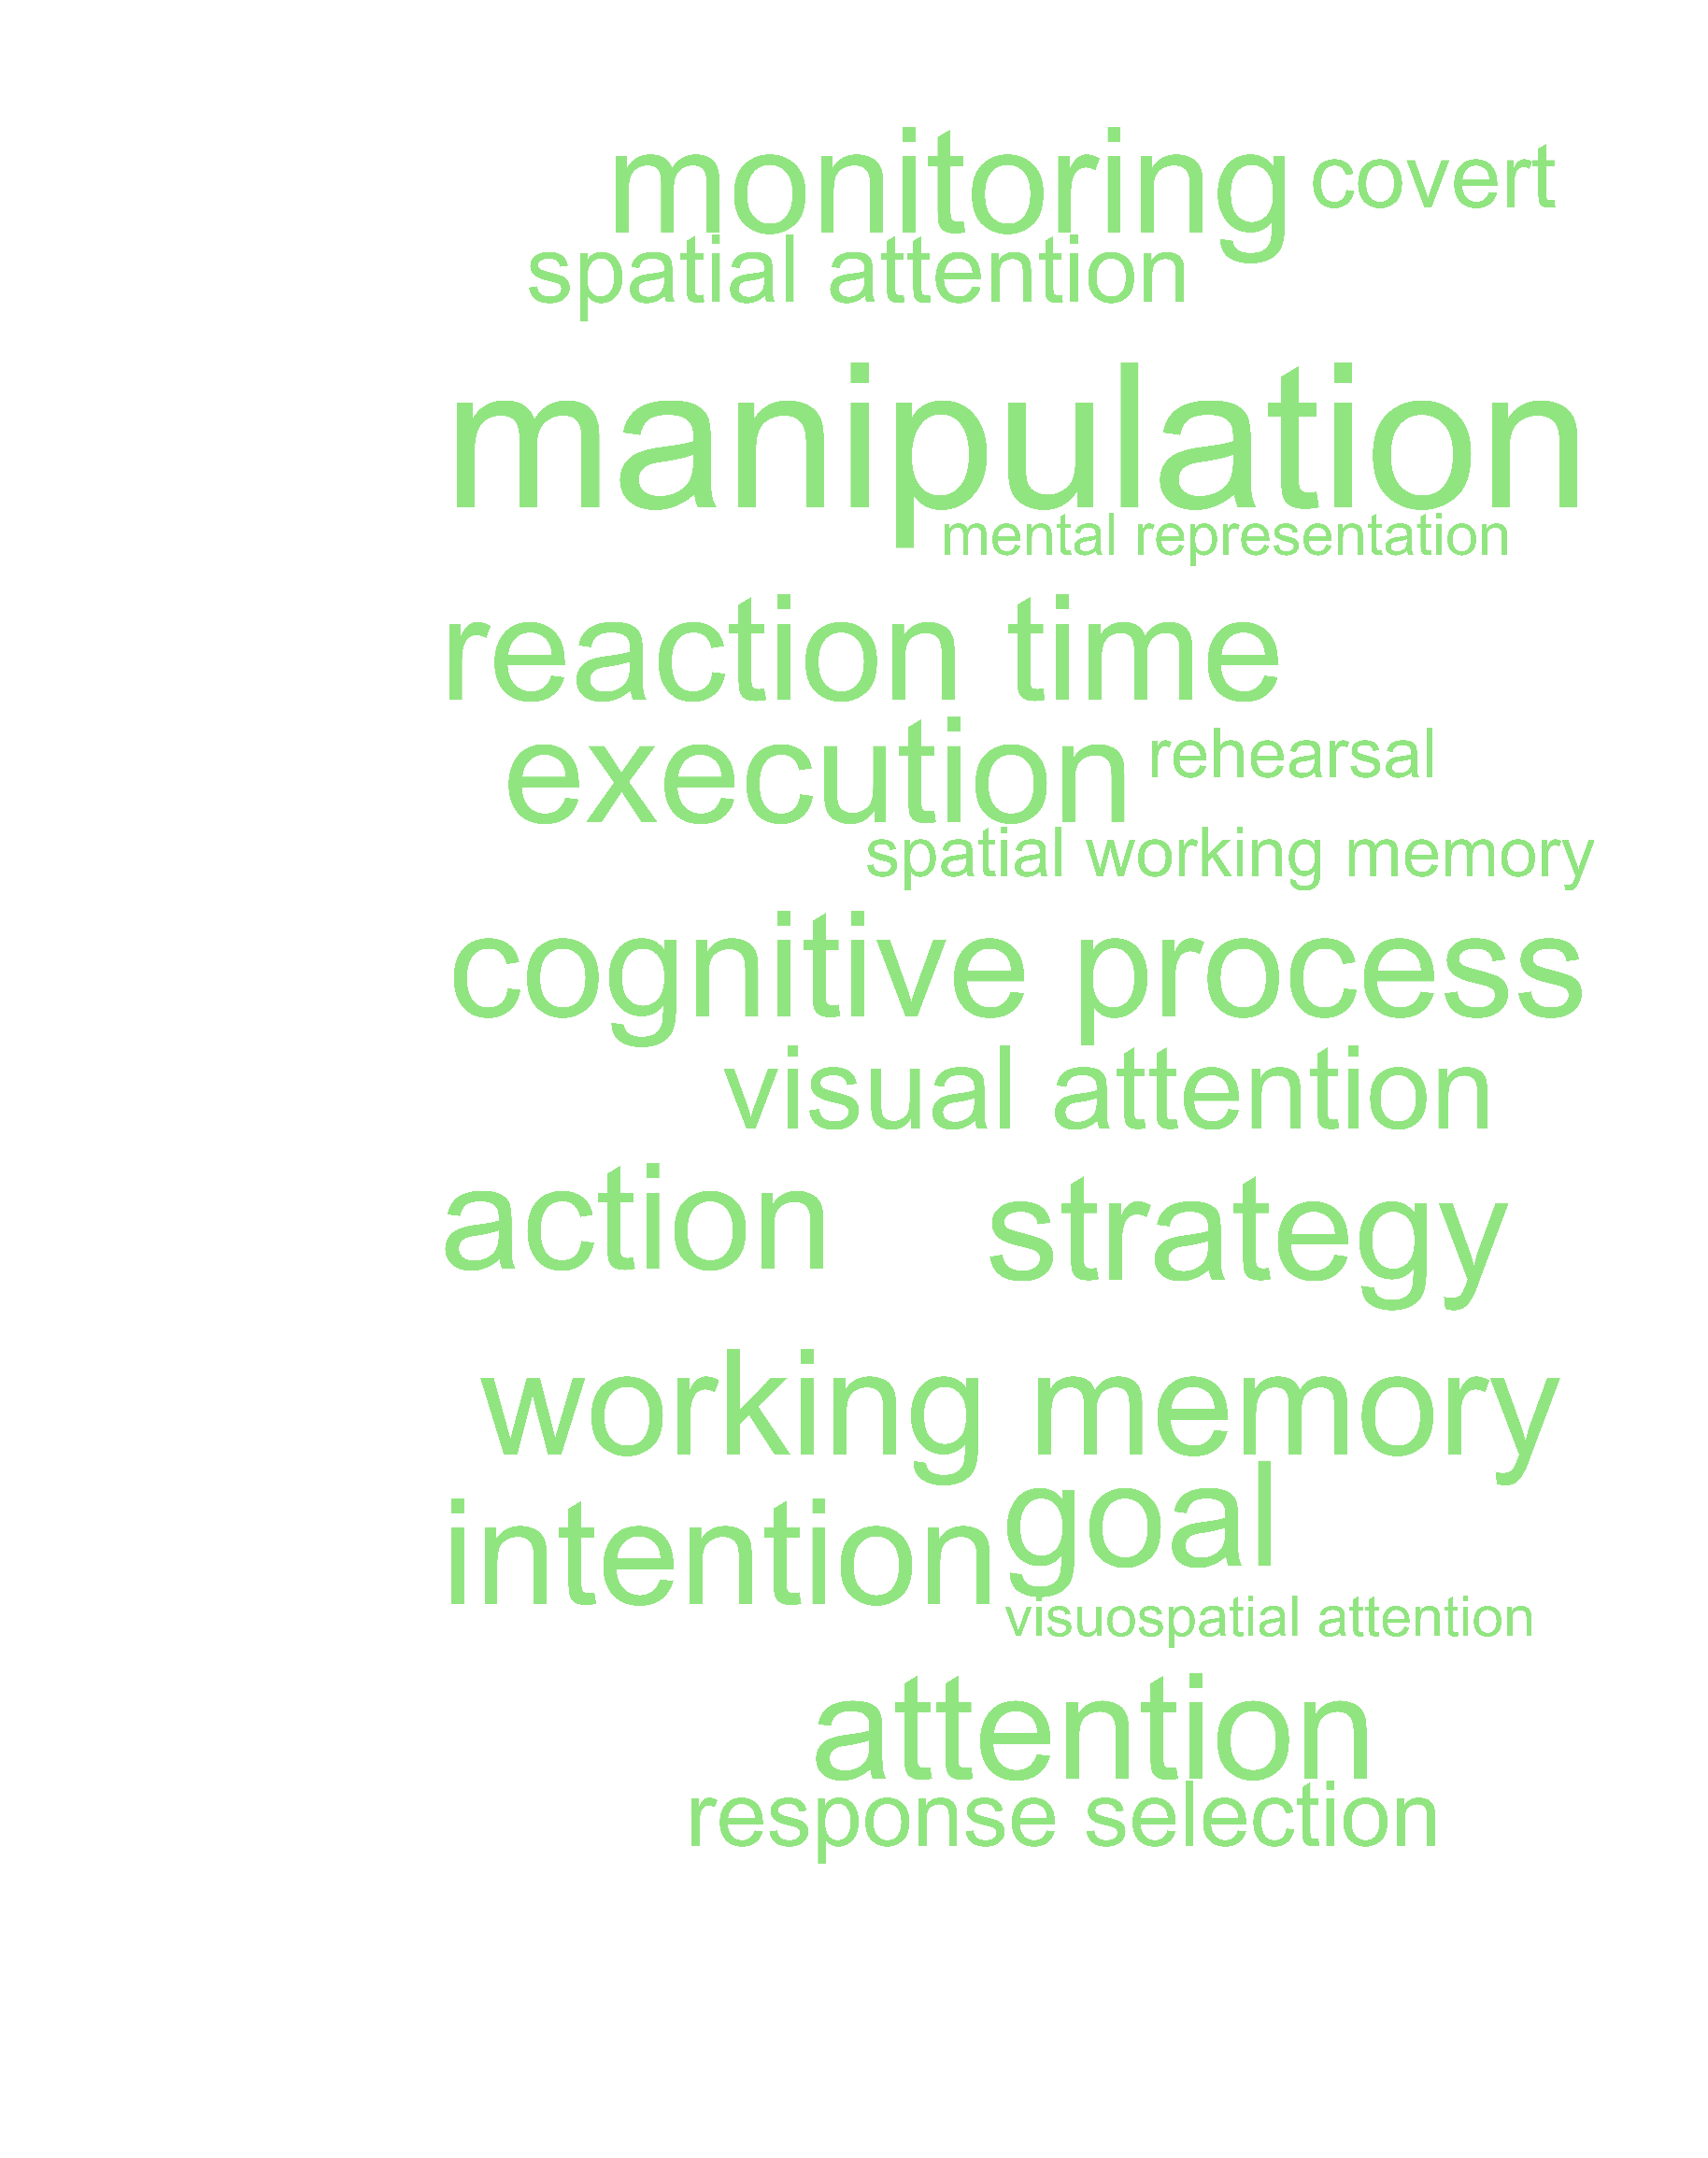 monitoring covert
spatial attention
manipulation
mental representation
reaction time
execution rehearsal
spatial working memory
cognitive process
visual attention
action strategy
working memory
intention goal
visuospatial attention
attention
response selection